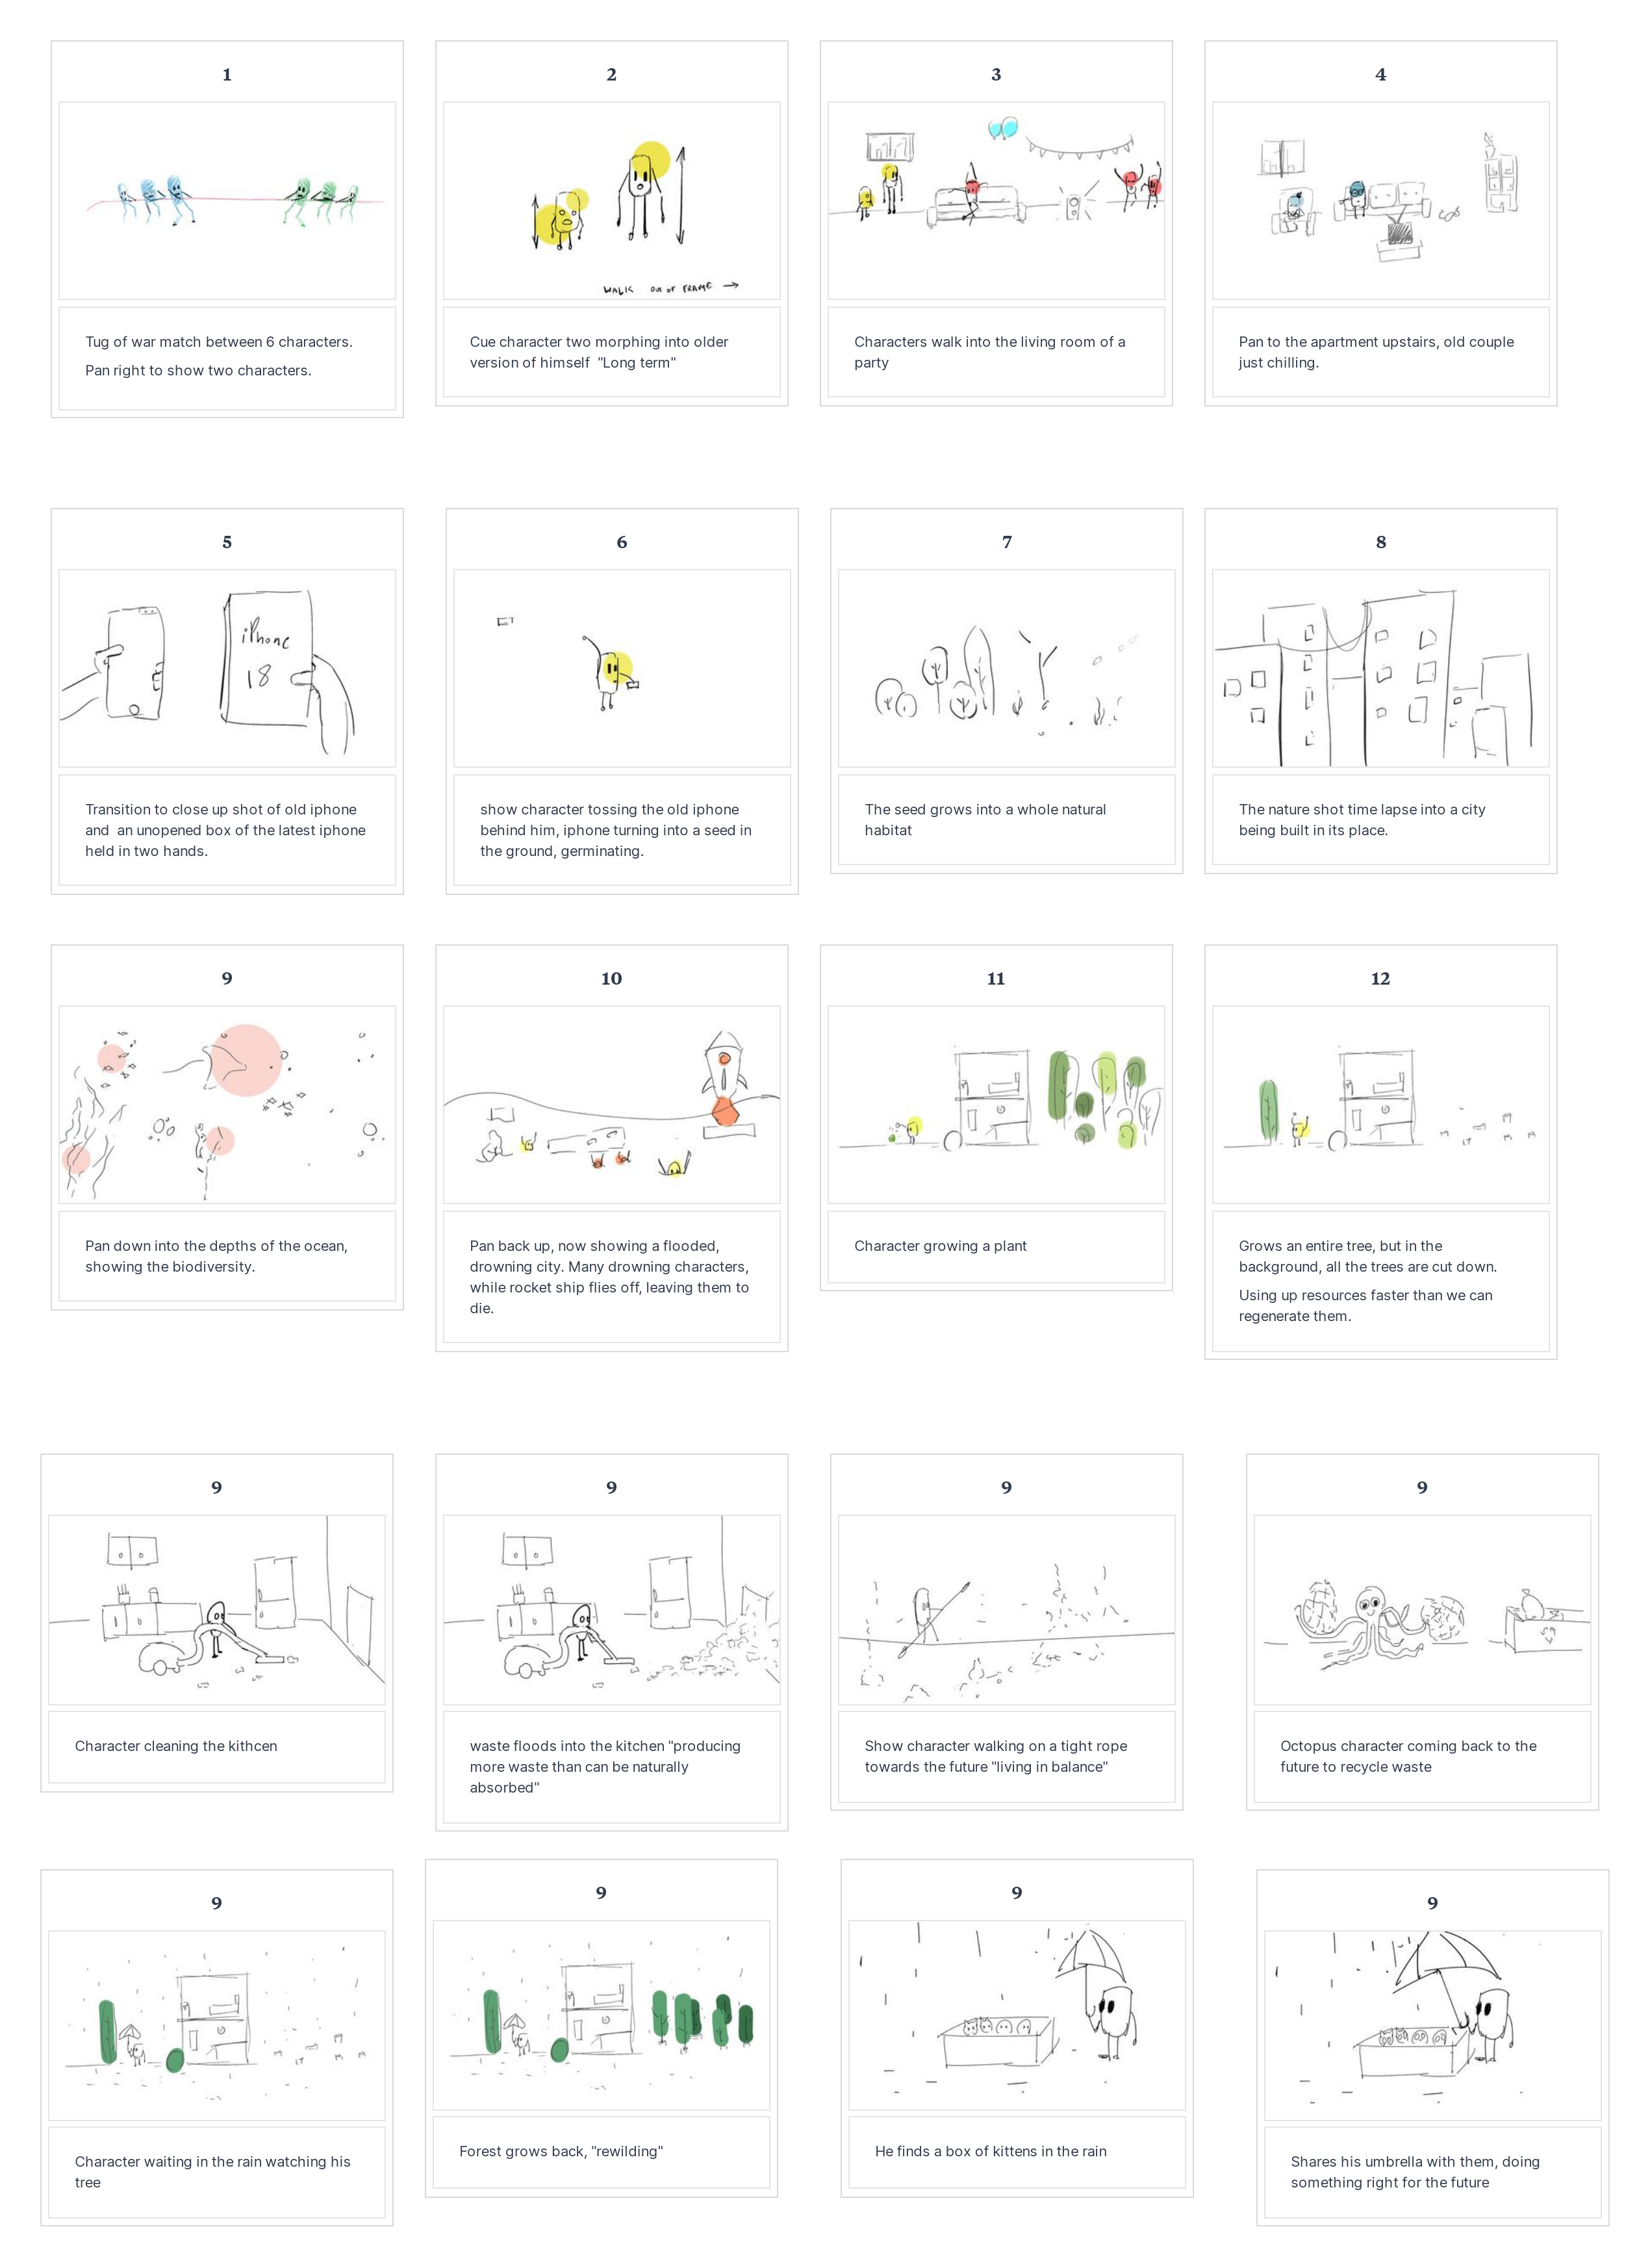 1
2
3
4
WALK OUT OF FRAME →
Tug of war match between 6 characters.
Pan right to show two characters.
Cue character two morphing into older
version of himself "Long term"
Characters walk into the living room of a
party
Pan to the apartment upstairs, old couple
just chilling.
5
6
7
8
iPhone
18
Transition to close up shot of old iphone
and an unopened box of the latest iphone
held in two hands.
show character tossing the old iphone
behind him, iphone turning into a seed in
the ground, germinating.
The seed grows into a whole natural
habitat
The nature shot time lapse into a city
being built in its place.
9
10
11
12
Pan down into the depths of the ocean,
showing the biodiversity.
Pan back up, now showing a flooded,
drowning city. Many drowning characters,
while rocket ship flies off, leaving them to
die.
Character growing a plant
Grows an entire tree, but in the
background, all the trees are cut down.
Using up resources faster than we can
regenerate them.
9
9
9
9
Character cleaning the kithcen
waste floods into the kitchen "producing
more waste than can be naturally
absorbed"
Show character walking on a tight rope
towards the future "living in balance"
Octopus character coming back to the
future to recycle waste
9
9
9
9
Character waiting in the rain watching his
tree
Forest grows back, "rewilding"
He finds a box of kittens in the rain
Shares his umbrella with them, doing
something right for the future